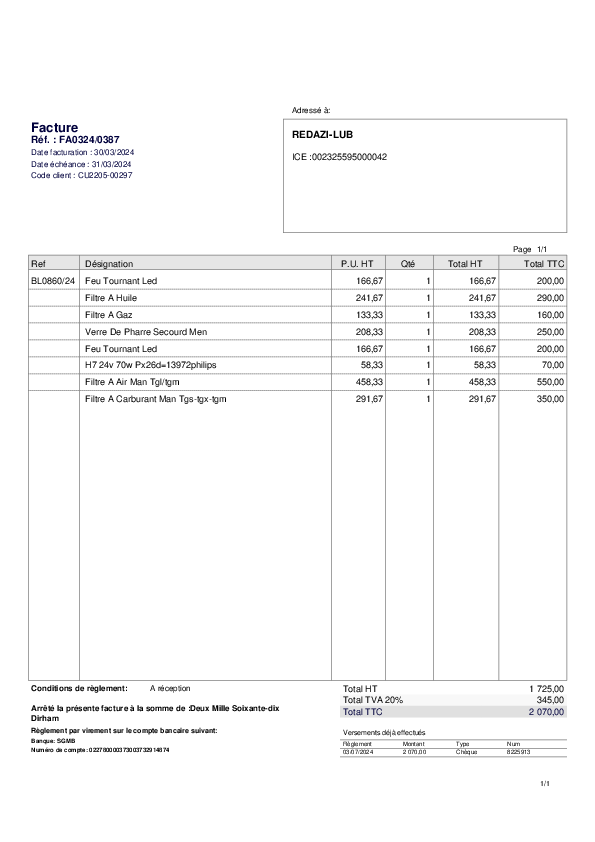 Adressé à:
Facture
Réf. : FA0324/0387
Date facturation : 30/03/2024
Date échéance : 31/03/2024
Code client : CU2205-00297
REDAZI-LUB
ICE :002325595000042
Page 1/1
Ref Désignation P.U. HT Qté Total HT Total TTC
BL0860/24 Feu Tournant Led 166,67 1 166,67 200,00
Filtre A Huile 241,67 1 241,67 290,00
Filtre A Gaz 133,33 1 133,33 160,00
Verre De Pharre Secourd Men 208,33 1 208,33 250,00
Feu Tournant Led 166,67 1 166,67 200,00
H7 24v 70w Px26d=13972philips 58,33 1 58,33 70,00
Filtre A Air Man Tgl/tgm 458,33 1 458,33 550,00
Filtre A Carburant Man Tgs-tgx-tgm 291,67 1 291,67 350,00
Conditions de règlement: A réception
Total HT 1 725,00
Total TVA 20% 345,00
Total TTC 2 070,00
Arrêté la présente facture à la somme de :Deux Mille Soixante-dix
Dirham
Règlement par virement sur le compte bancaire suivant:
Banque: SGMB
Numéro de compte: 022780000373003732914874
Versements déjà effectués
Règlement Montant Type Num
03/07/2024 2 070,00 Chèque 8225913
1/1